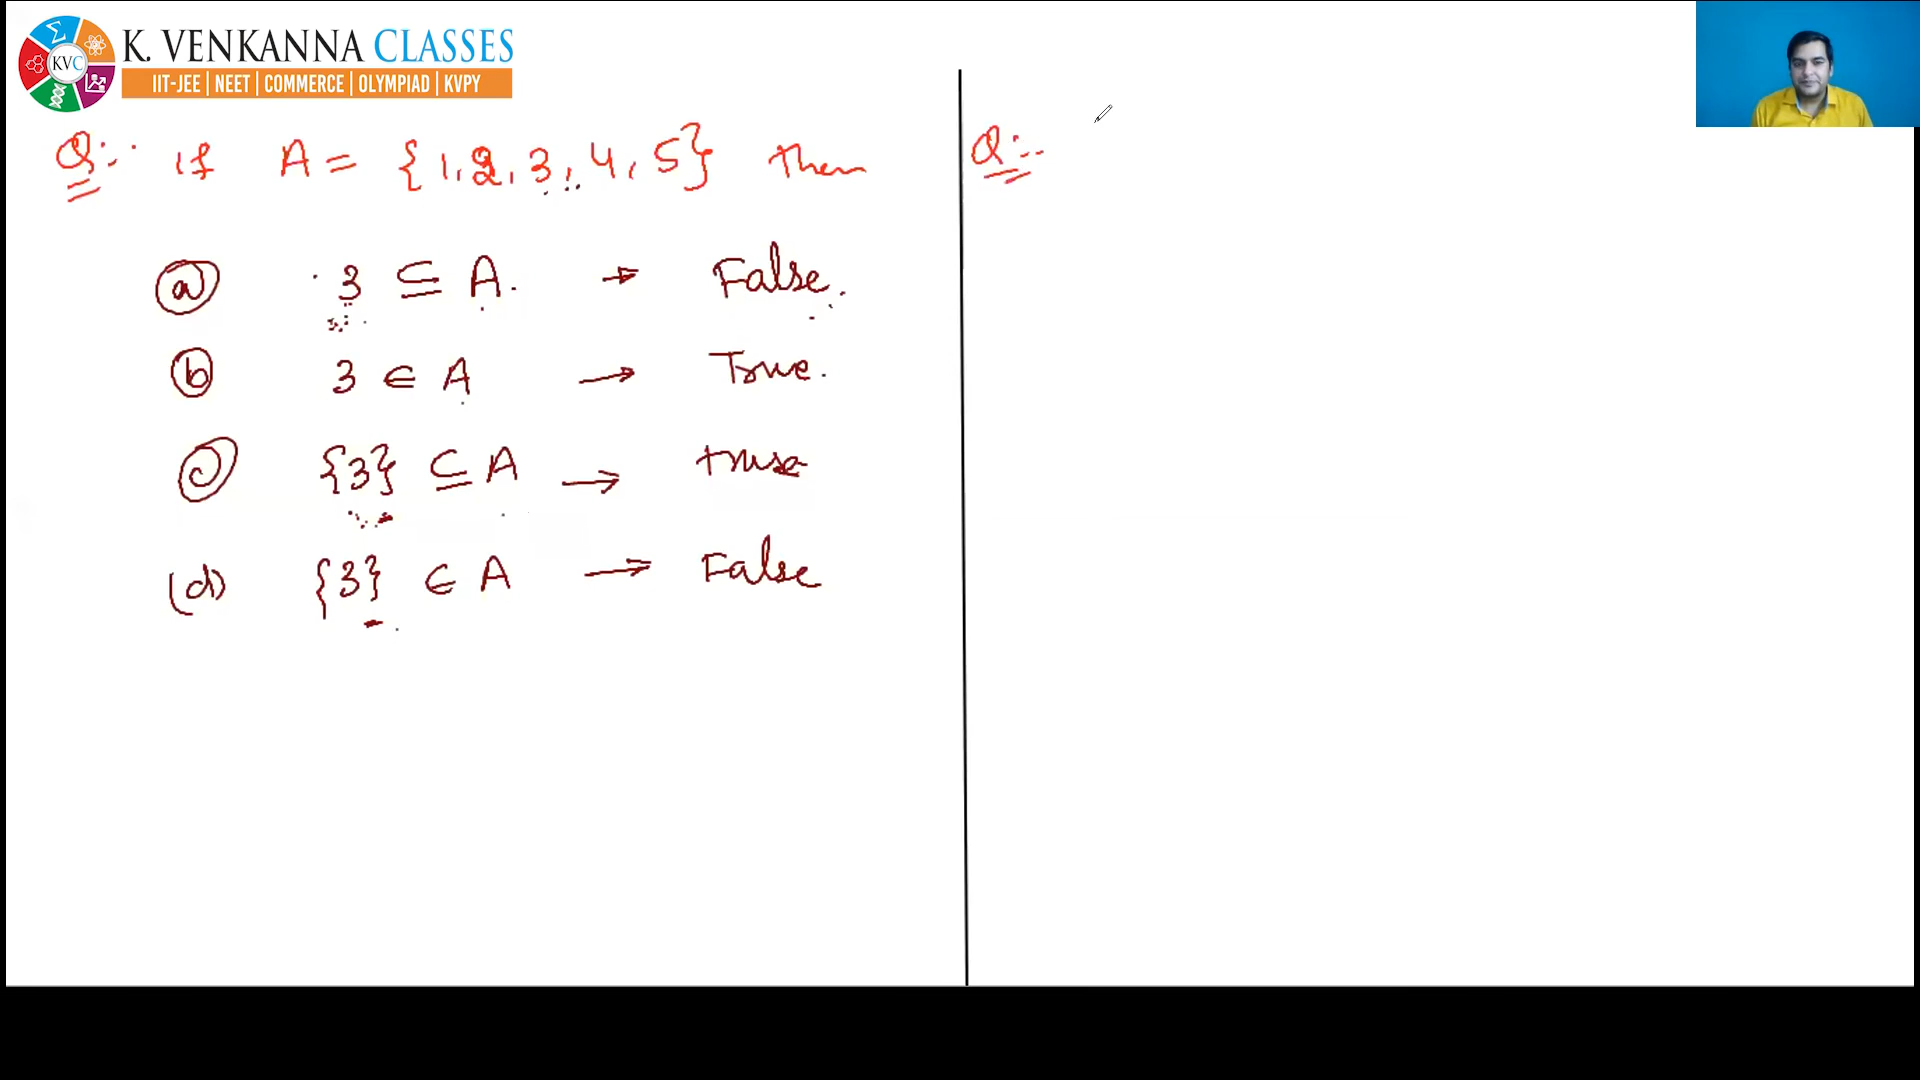 KVC
K. VENKANNA CLASSES
IIT-JEE | NEET | COMMERCE | OLYMPIAD | KVPY
Q:- if A = {1, 2, 3, 4, 5} then
(a) 3 ⊆ A. → False.
(b) 3 ∈ A → True.
(c) {3} ⊆ A → true
(d) {3} ∈ A → False
Q:-